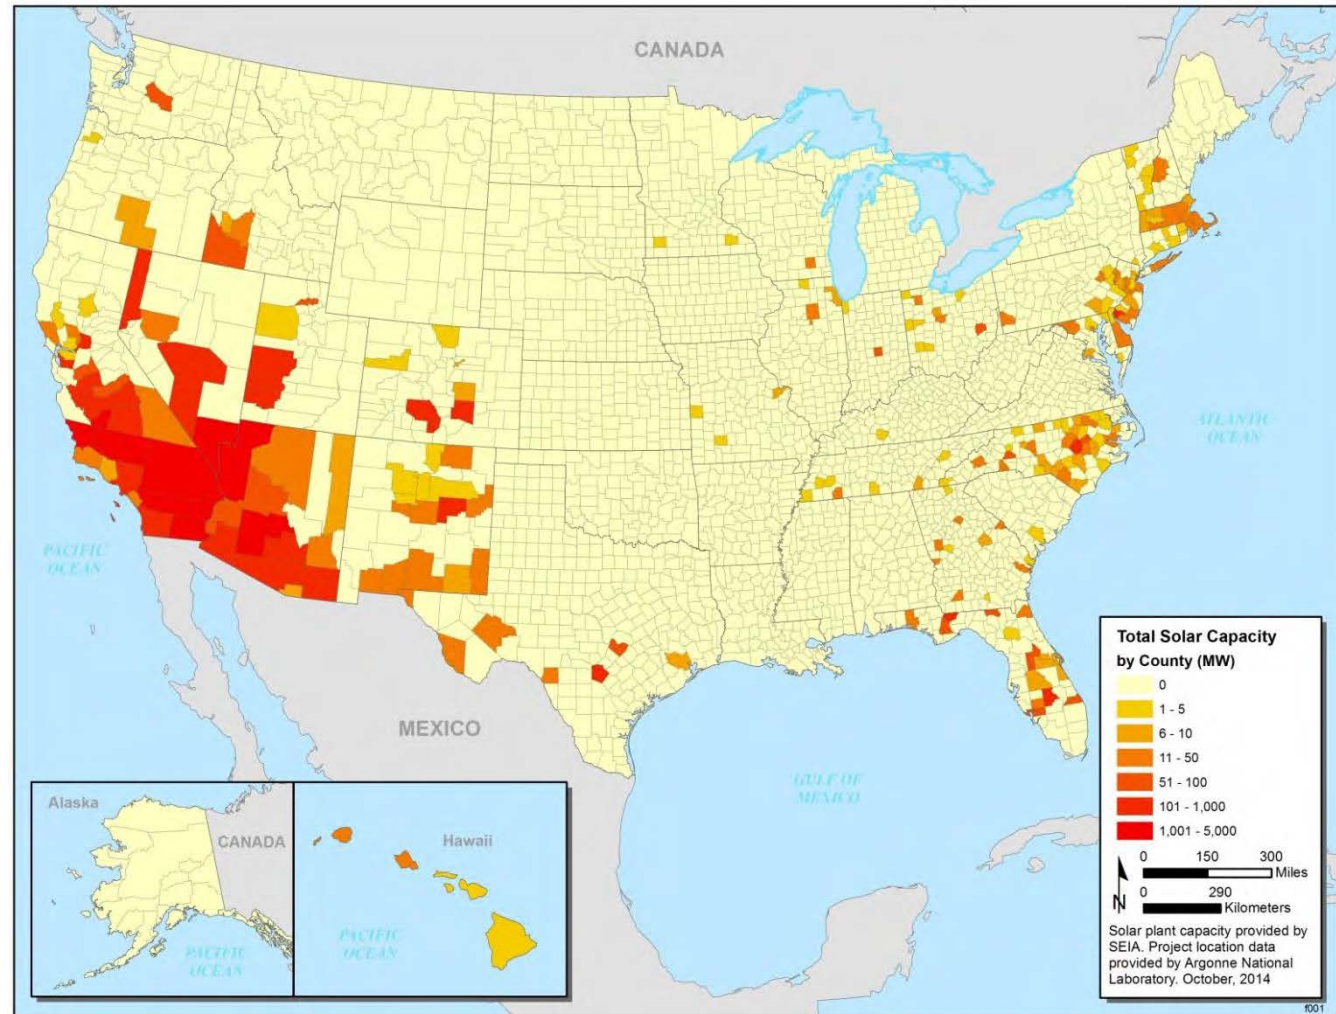 CANADA
PACIFIC
OCEAN
ATLANTIC
OCEAN
MEXICO
GULF OF
MEXICO
Alaska
CANADA
PACIFIC
OCEAN
Hawaii
PACIFIC
OCEAN
Total Solar Capacity
by County (MW)
0
1 - 5
6 - 10
11 - 50
51 - 100
101 - 1,000
1,001 - 5,000
0 150 300
Miles
0 290
Kilometers
N
Solar plant capacity provided by
SEIA. Project location data
provided by Argonne National
Laboratory. October, 2014
f001